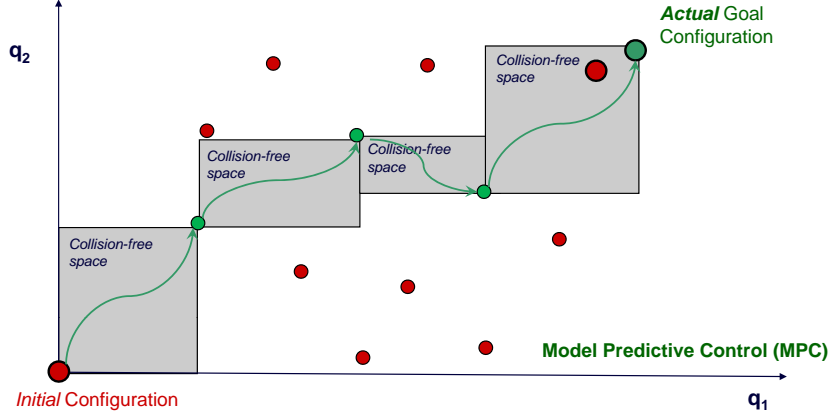 Actual Goal
Configuration
q2
Collision-free
space
Collision-free
space
Collision-free
space
Collision-free
space
Model Predictive Control (MPC)
Initial Configuration
q1